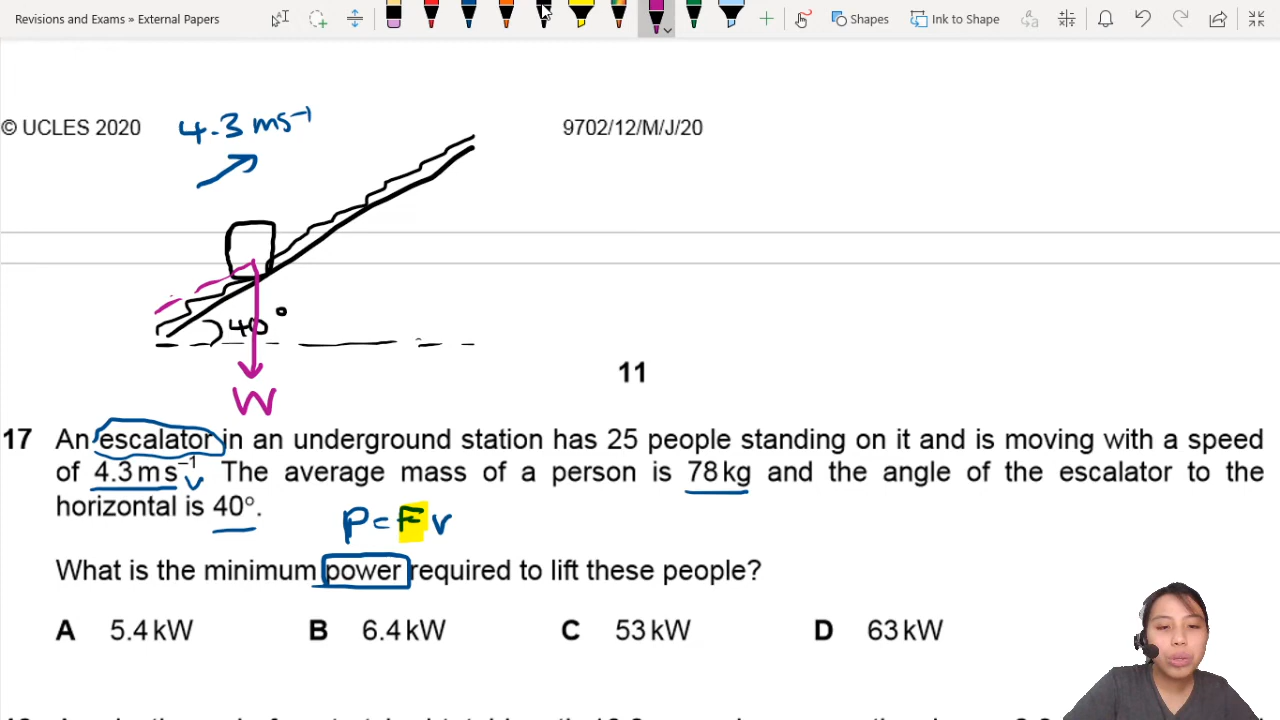 Revisions and Exams » External Papers
Shapes
Ink to Shape
© UCLES 2020
9702/12/M/J/20
4.3 ms⁻¹
40°
W
11
17 An escalator in an underground station has 25 people standing on it and is moving with a speed
of 4.3 m s⁻¹. The average mass of a person is 78 kg and the angle of the escalator to the
v
horizontal is 40°.
P = F v
What is the minimum power required to lift these people?
A 5.4 kW B 6.4 kW C 53 kW D 63 kW